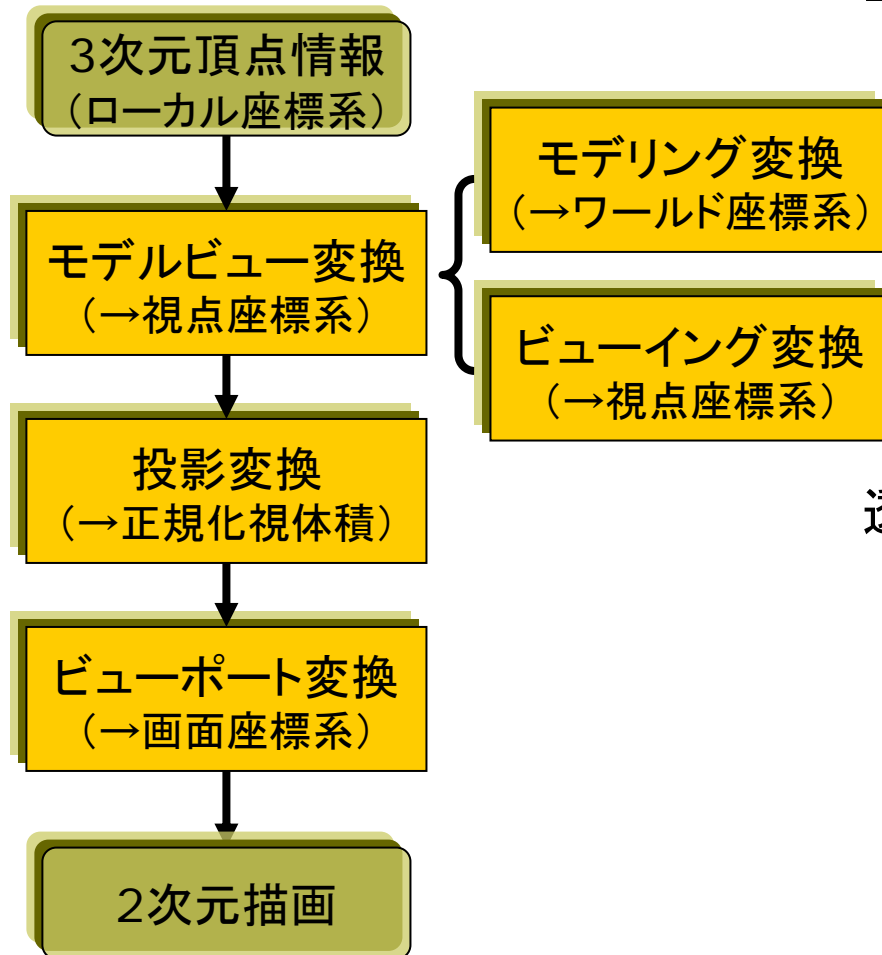 3次元頂点情報
（ローカル座標系）
モデルビュー変換
（→視点座標系）
モデリング変換
（→ワールド座標系）
ビューイング変換
（→視点座標系）
投影変換
（→正規化視体積）
ビューポート変換
（→画面座標系）
2次元描画